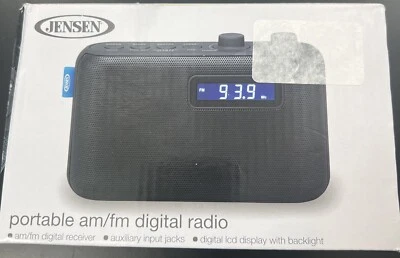 JENSEN
FM 93.9 MHz
portable am/fm digital radio
• am/fm digital receiver • auxiliary input jacks • digital lcd display with backlight